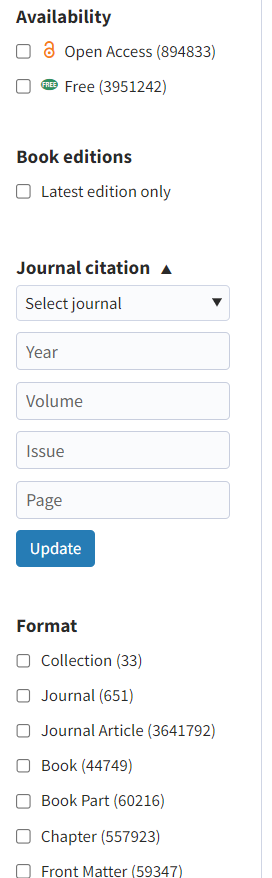 Availability
Open Access (894833)
FREE Free (3951242)
Book editions
Latest edition only
Journal citation ▲
Select journal ▼
Year
Volume
Issue
Page
Update
Format
Collection (33)
Journal (651)
Journal Article (3641792)
Book (44749)
Book Part (60216)
Chapter (557923)
Front Matter (59347)